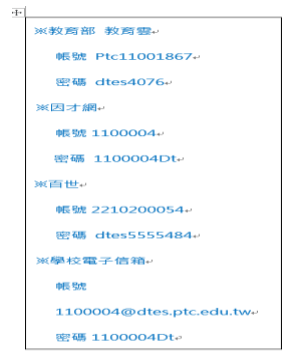 ※教育部 教育雲
帳號 Ptc11001867
密碼 dtes4076
※因才網
帳號 1100004
密碼 1100004Dt
※百世
帳號 2210200054
密碼 dtes5555484
※學校電子信箱
帳號
1100004@dtes.ptc.edu.tw
密碼 1100004Dt